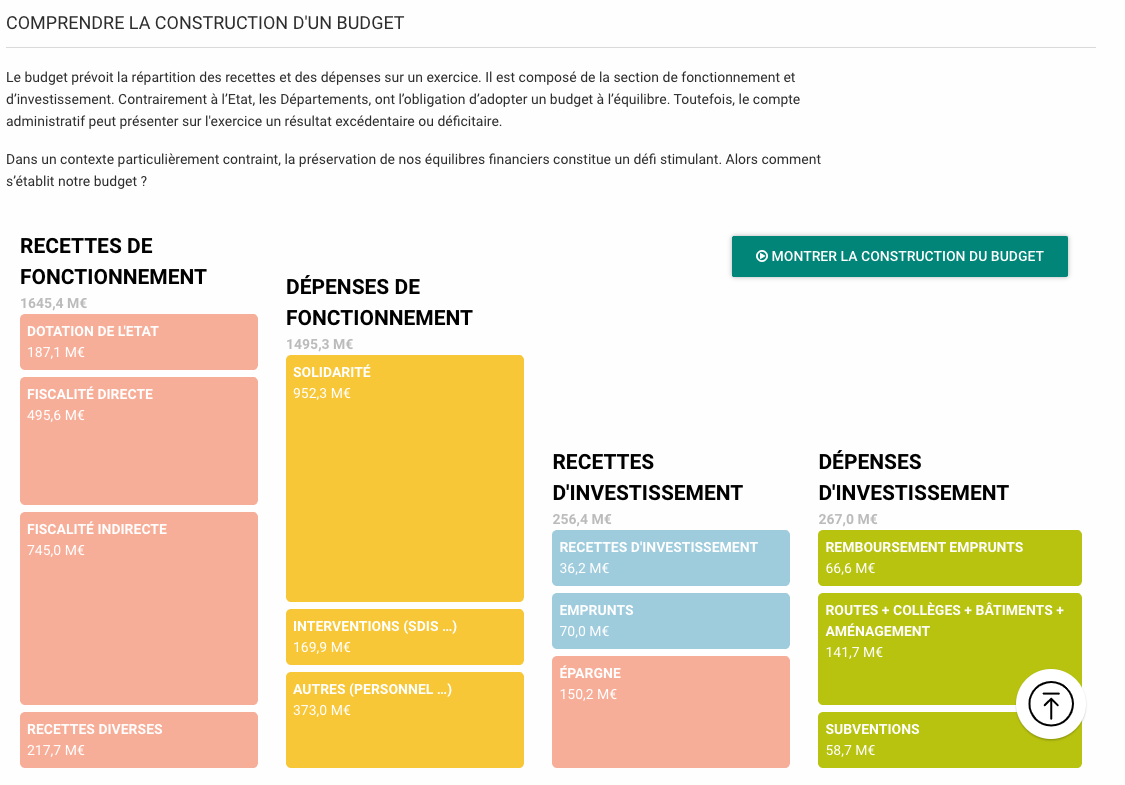 COMPRENDRE LA CONSTRUCTION D'UN BUDGET
Le budget prévoit la répartition des recettes et des dépenses sur un exercice. Il est composé de la section de fonctionnement et
d’investissement. Contrairement à l’Etat, les Départements, ont l’obligation d’adopter un budget à l’équilibre. Toutefois, le compte
administratif peut présenter sur l'exercice un résultat excédentaire ou déficitaire.
Dans un contexte particulièrement contraint, la préservation de nos équilibres financiers constitue un défi stimulant. Alors comment
s’établit notre budget ?
MONTRER LA CONSTRUCTION DU BUDGET
RECETTES DE
FONCTIONNEMENT
1645,4 M€
DOTATION DE L'ETAT
187,1 M€
FISCALITÉ DIRECTE
495,6 M€
FISCALITÉ INDIRECTE
745,0 M€
RECETTES DIVERSES
217,7 M€
DÉPENSES DE
FONCTIONNEMENT
1495,3 M€
SOLIDARITÉ
952,3 M€
INTERVENTIONS (SDIS ...)
169,9 M€
AUTRES (PERSONNEL ...)
373,0 M€
RECETTES
D'INVESTISSEMENT
256,4 M€
RECETTES D'INVESTISSEMENT
36,2 M€
EMPRUNTS
70,0 M€
ÉPARGNE
150,2 M€
DÉPENSES
D'INVESTISSEMENT
267,0 M€
REMBOURSEMENT EMPRUNTS
66,6 M€
ROUTES + COLLÈGES + BÂTIMENTS +
AMÉNAGEMENT
141,7 M€
SUBVENTIONS
58,7 M€